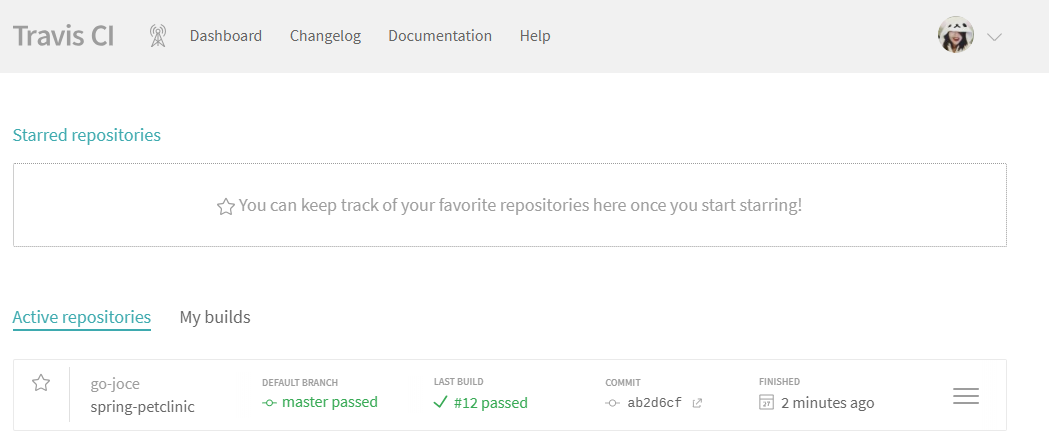 Travis CI Dashboard Changelog Documentation Help
Starred repositories
You can keep track of your favorite repositories here once you start starring!
Active repositories My builds
go-joce DEFAULT BRANCH LAST BUILD COMMIT FINISHED
spring-petclinic master passed #12 passed ab2d6cf 27 2 minutes ago